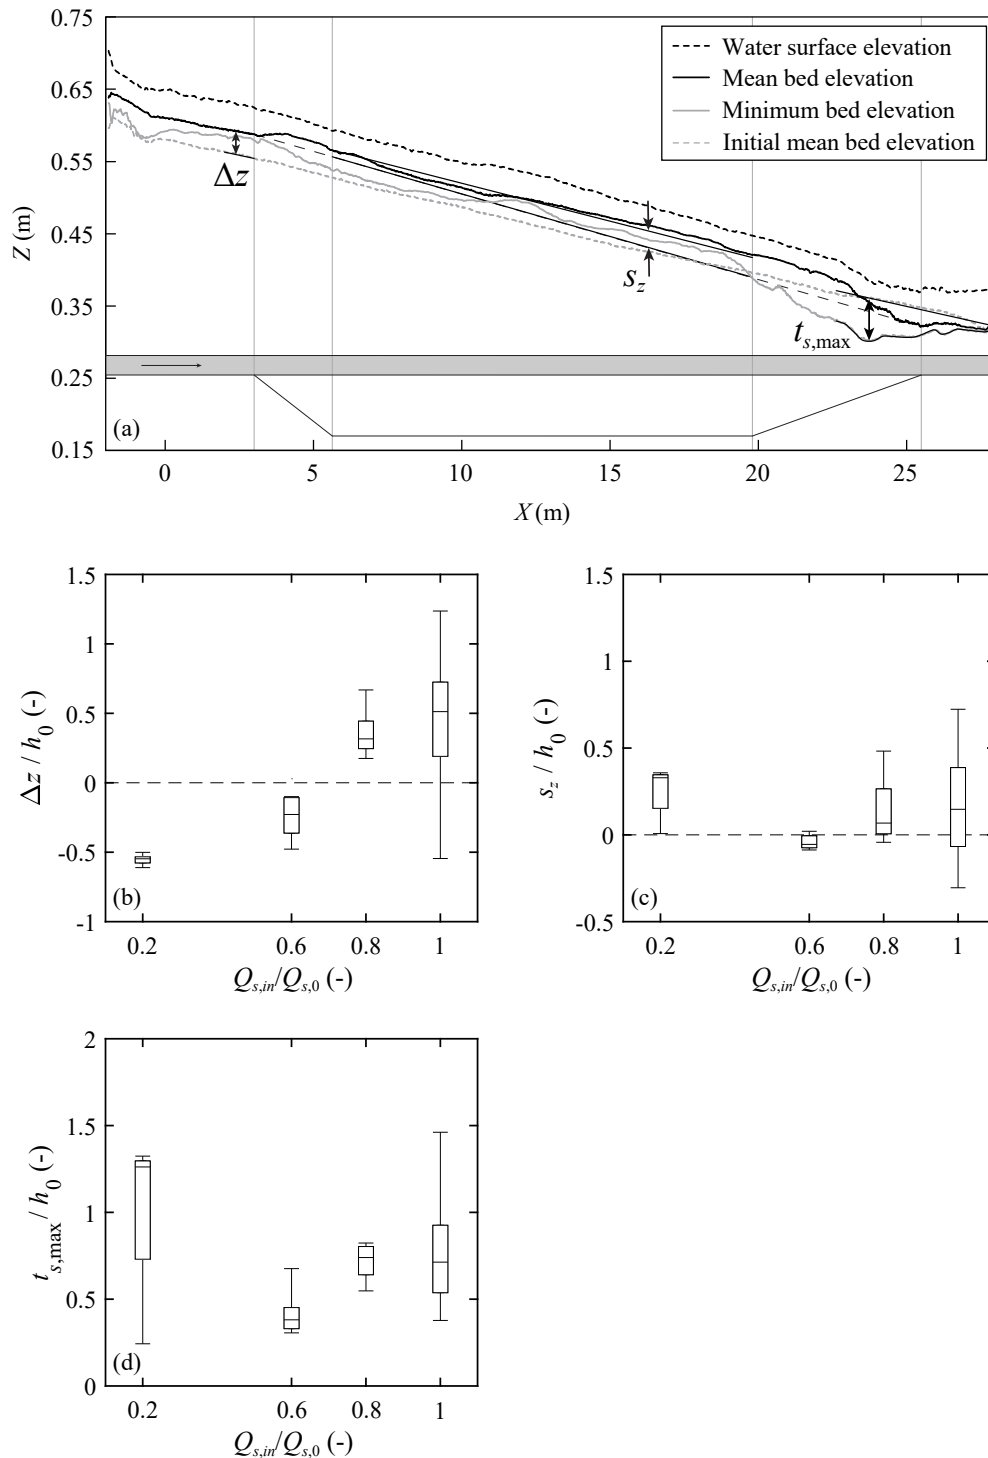 0.75
0.65
0.55
0.45
0.35
0.25
0.15
Z (m)
Water surface elevation
Mean bed elevation
Minimum bed elevation
Initial mean bed elevation
Δz
s_z
t_s,max
(a)
0 5 10 15 20 25
X (m)
1.5
1
0.5
0
-0.5
-1
Δz / h_0 (-)
(b)
0.2 0.6 0.8 1
Q_s,in/Q_s,0 (-)
1.5
1
0.5
0
-0.5
s_z / h_0 (-)
(c)
0.2 0.6 0.8 1
Q_s,in/Q_s,0 (-)
2
1.5
1
0.5
0
t_s,max / h_0 (-)
(d)
0.2 0.6 0.8 1
Q_s,in/Q_s,0 (-)